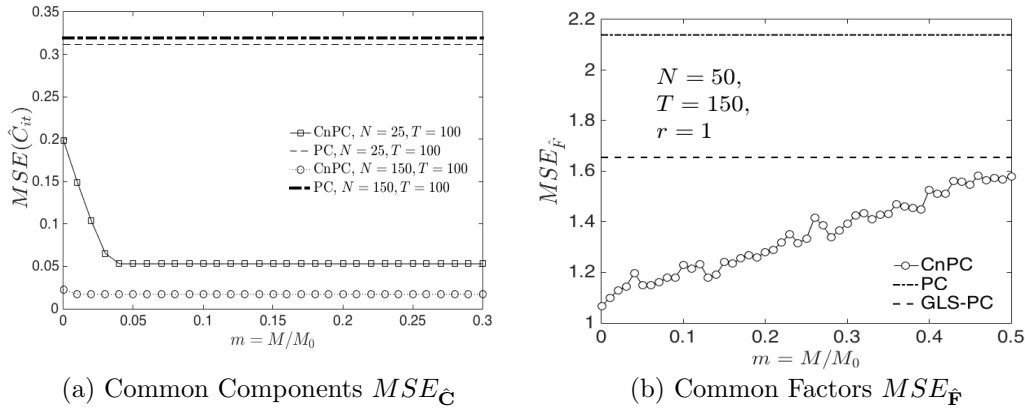 0.35
0.3
0.25
0.2
0.15
0.1
0.05
0
MSE(Ĉ_it)
CnPC, N = 25, T = 100
PC, N = 25, T = 100
CnPC, N = 150, T = 100
PC, N = 150, T = 100
0 0.05 0.1 0.15 0.2 0.25 0.3
m = M/M₀
(a) Common Components MSE_Ĉ
2.2
2
1.8
1.6
1.4
1.2
1
MSE_F̂
N = 50,
T = 150,
r = 1
CnPC
PC
GLS-PC
0 0.1 0.2 0.3 0.4 0.5
m = M/M₀
(b) Common Factors MSE_F̂